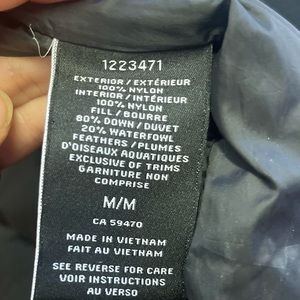 1223471
EXTERIOR / EXTÉRIEUR
100% NYLON
INTERIOR / INTÉRIEUR
100% NYLON
FILL / BOURRE
80% DOWN / DUVET
20% WATERFOWL
FEATHERS / PLUMES
D'OISEAUX AQUATIQUES
EXCLUSIVE OF TRIMS
GARNITURE NON
COMPRISE
M/M
CA 59470
MADE IN VIETNAM
FAIT AU VIETNAM
SEE REVERSE FOR CARE
VOIR INSTRUCTIONS
AU VERSO